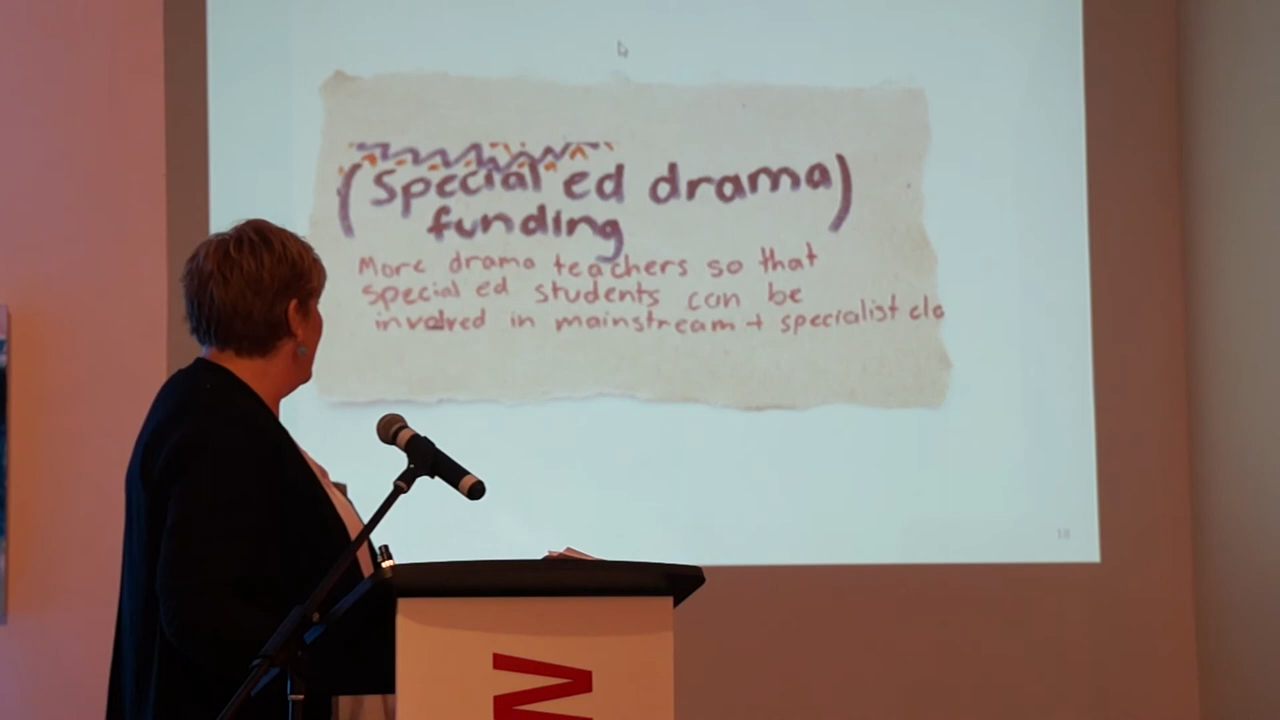 (Special ed drama)
funding
More drama teachers so that
special ed students can be
involved in mainstream + specialist cla
18